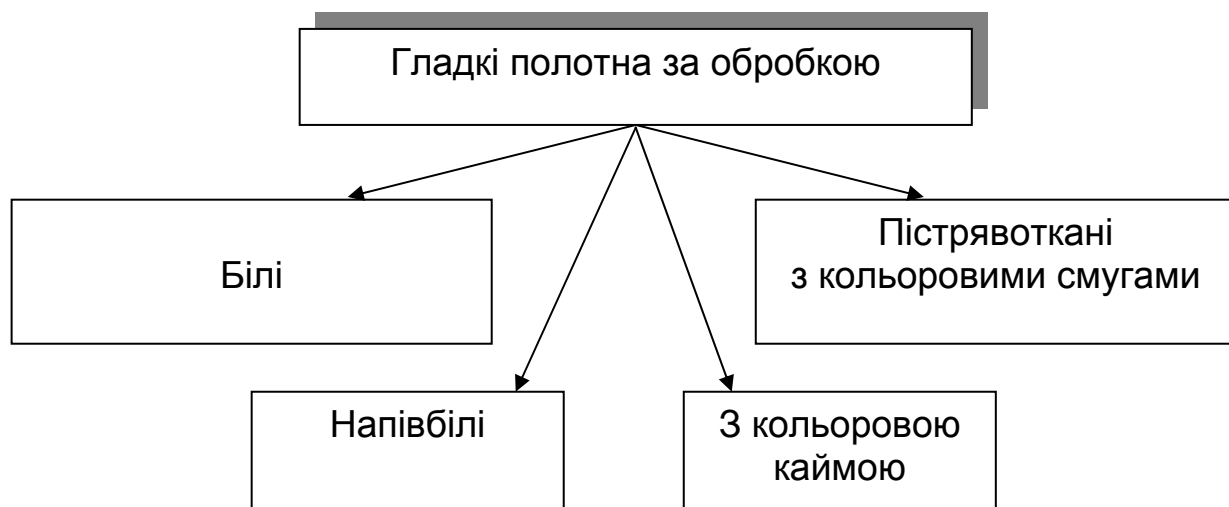 Гладкі полотна за обробкою
Білі
Пістрявоткані
з кольоровими смугами
Напівбілі
З кольоровою
каймою